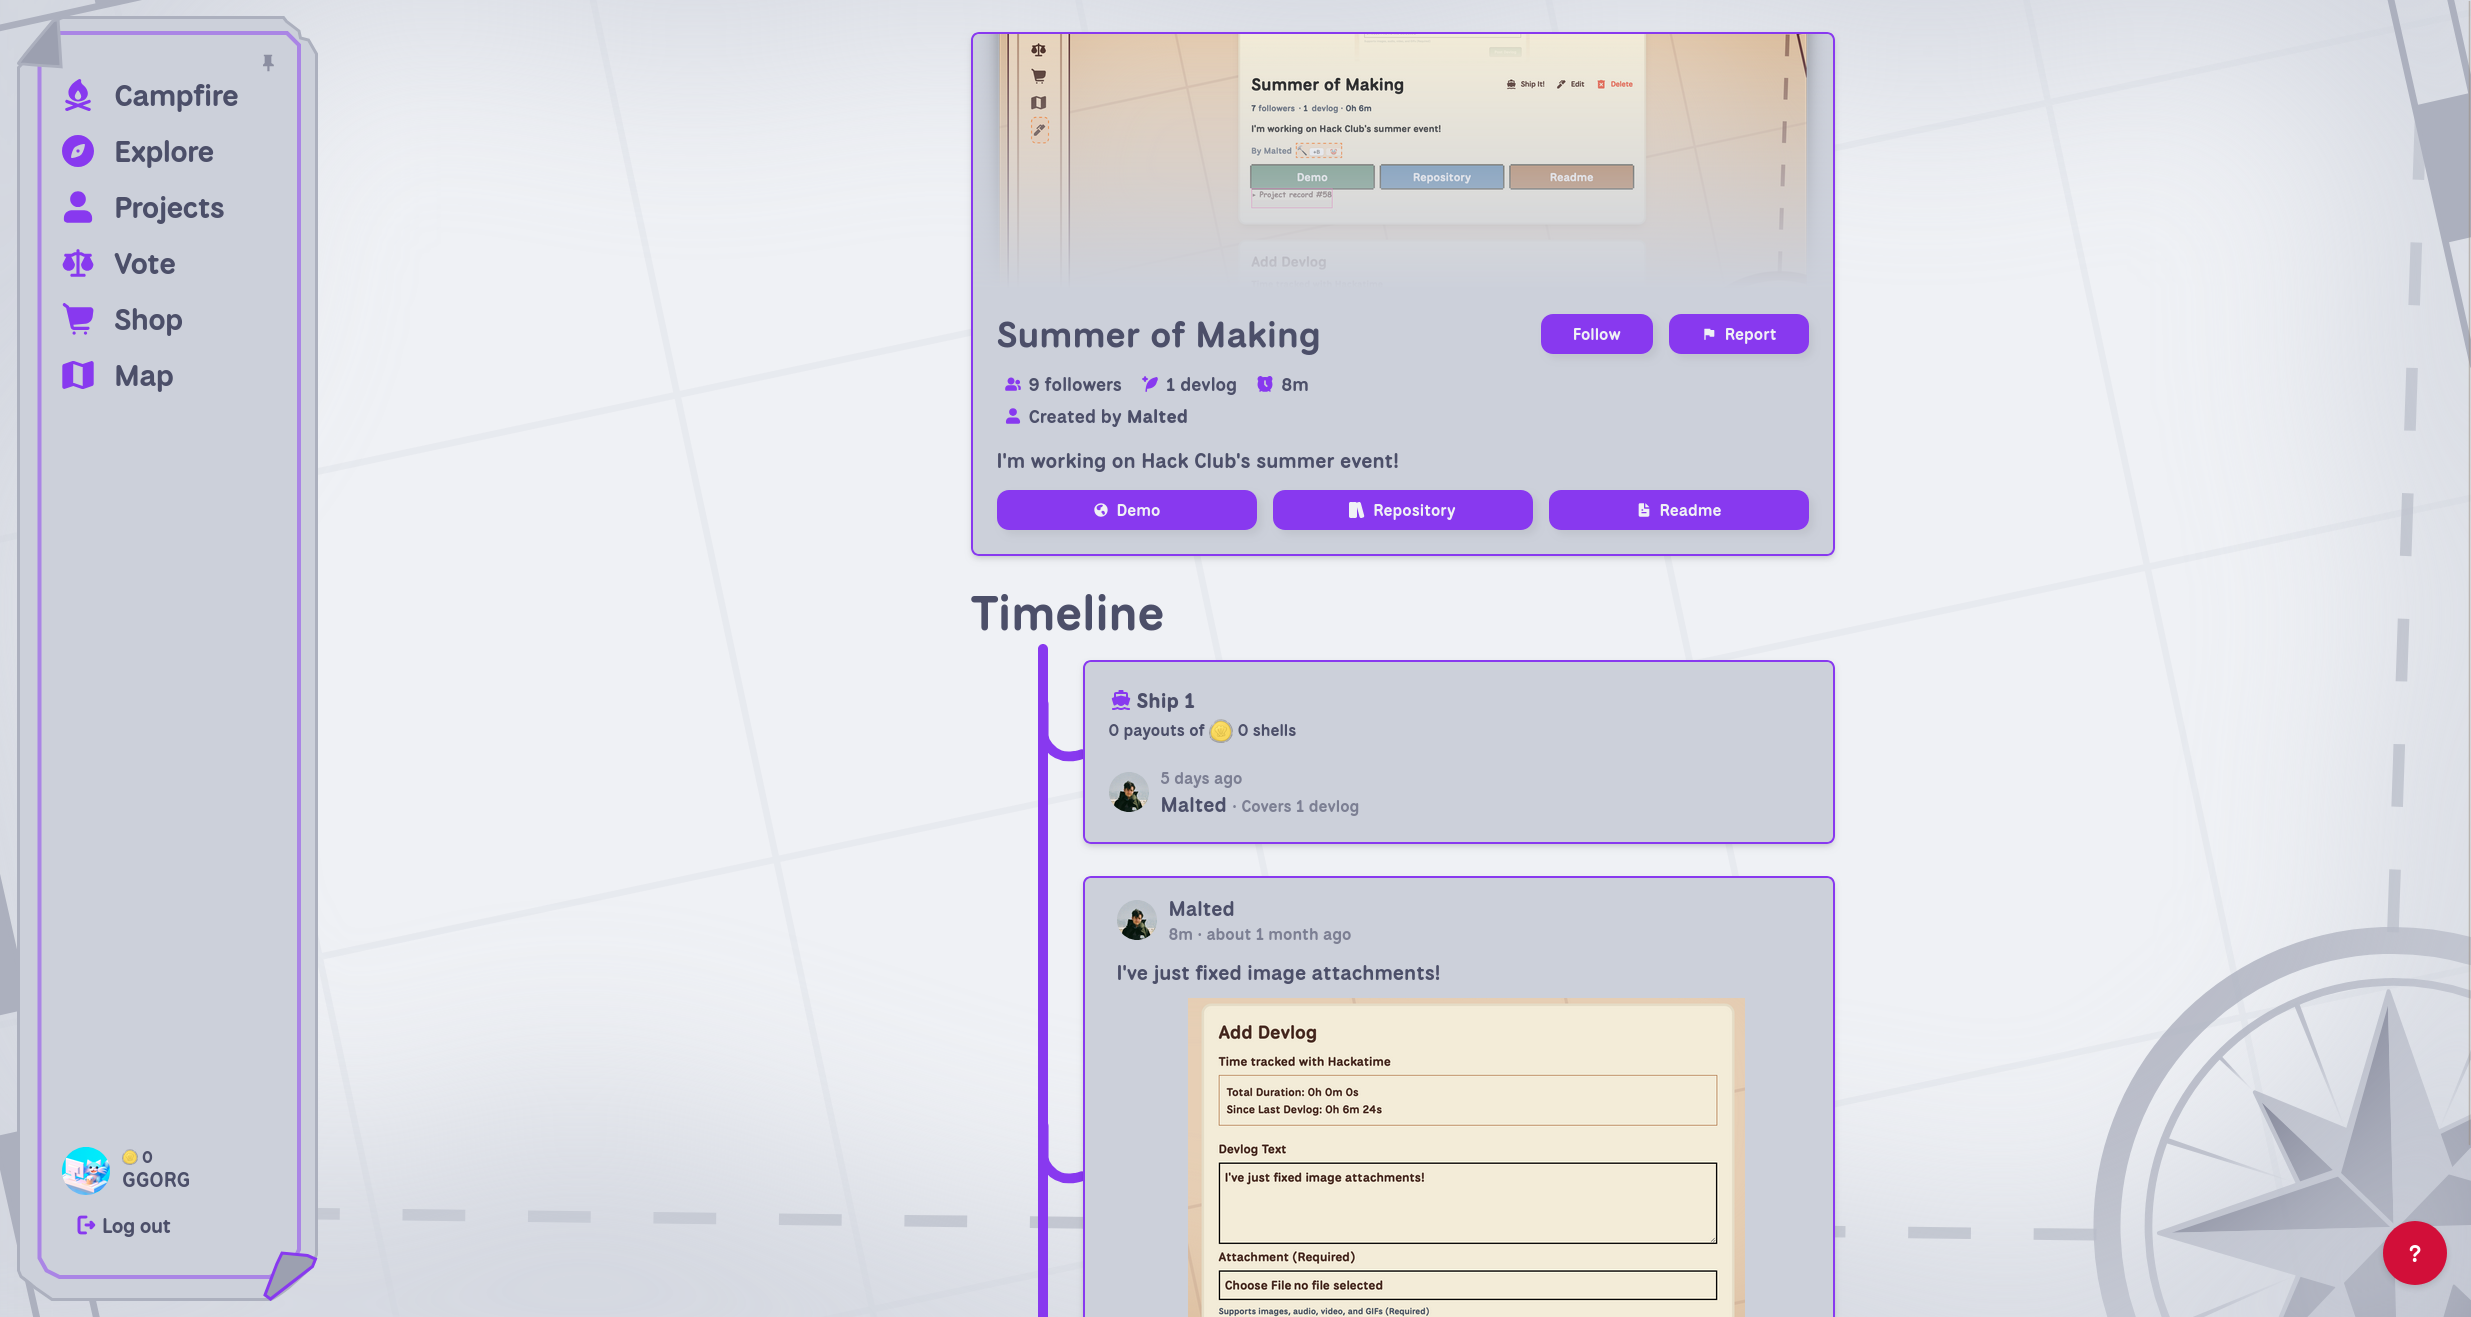 Campfire
Explore
Projects
Vote
Shop
Map
0
GGORG
Log out
Summer of Making
Ship It! Edit Delete
7 followers · 1 devlog · 0h 6m
I'm working on Hack Club's summer event!
By Malted
Demo Repository Readme
▸ Project record #58
Add Devlog
Summer of Making
Follow Report
9 followers 1 devlog 8m
Created by Malted
I'm working on Hack Club's summer event!
Demo Repository Readme
Timeline
Ship 1
0 payouts of 0 shells
5 days ago
Malted · Covers 1 devlog
Malted
8m · about 1 month ago
I've just fixed image attachments!
Add Devlog
Time tracked with Hackatime
Total Duration: 0h 0m 0s
Since Last Devlog: 0h 6m 24s
Devlog Text
I've just fixed image attachments!
Attachment (Required)
Choose File no file selected
Supports images, audio, video, and GIFs (Required)
?